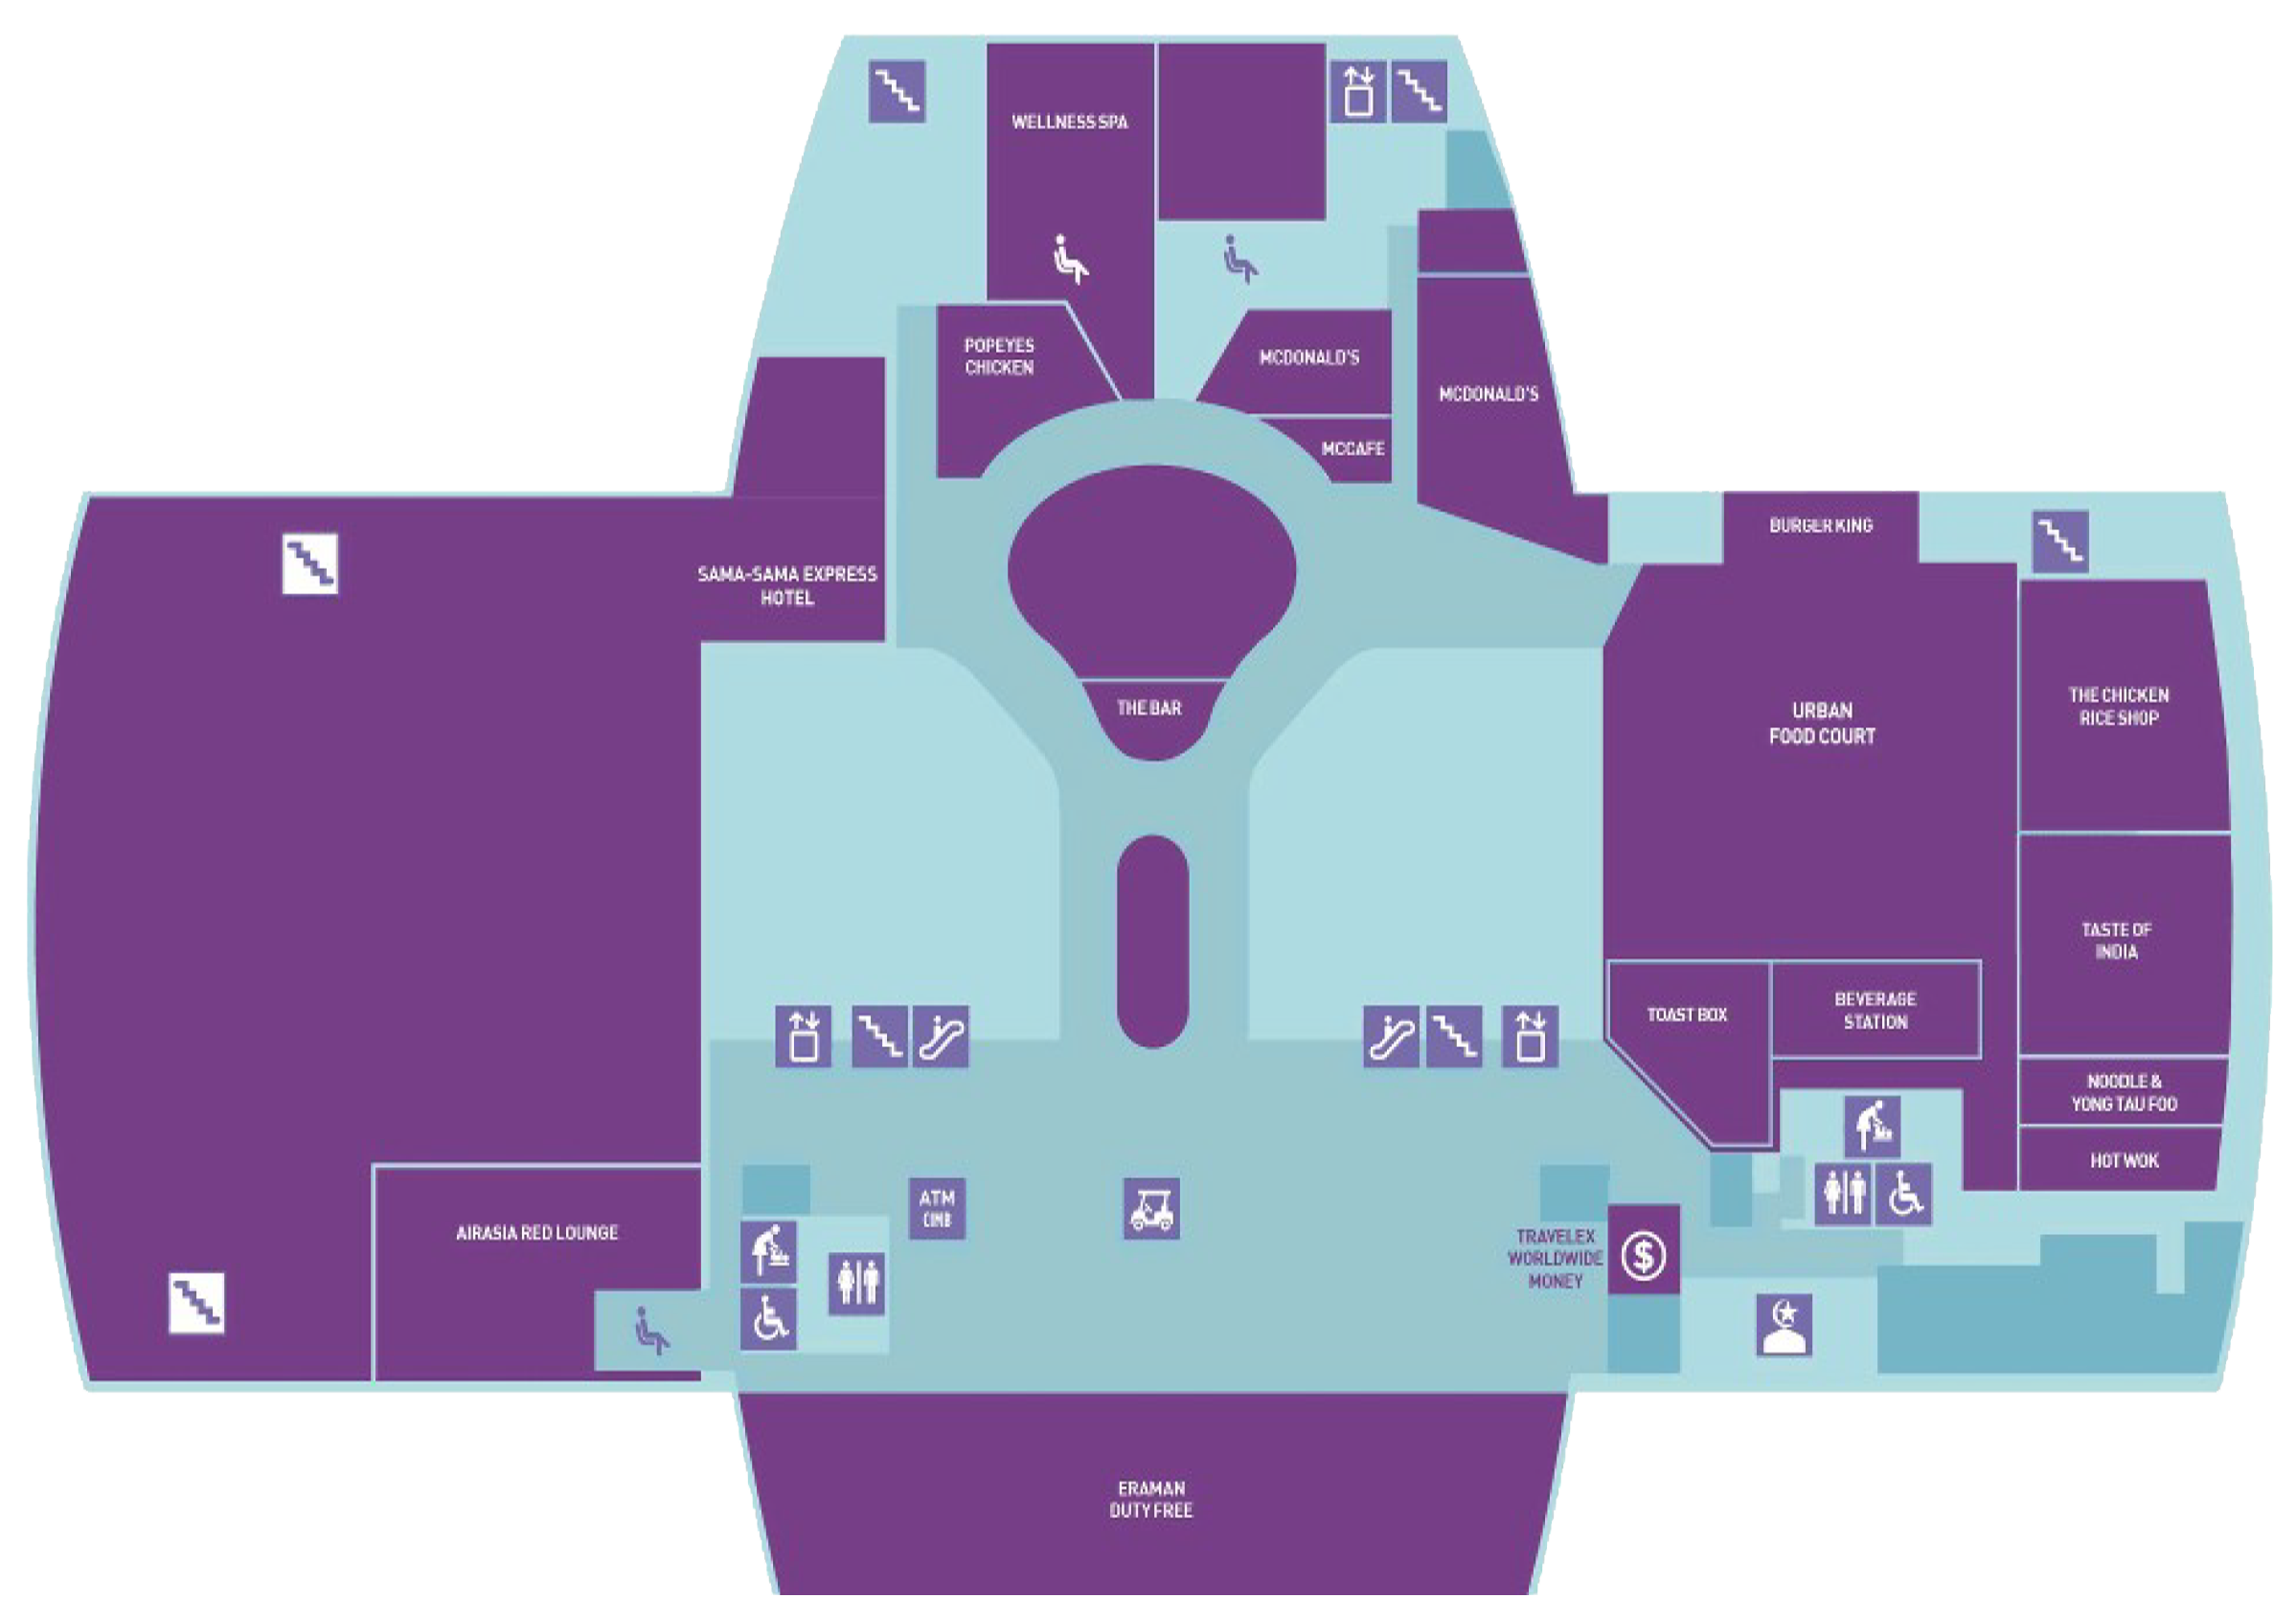 WELLNESS SPA
POPEYES
CHICKEN
MCDONALD'S
MCDONALD'S
MCCAFE
BURGER KING
SAMA-SAMA EXPRESS
HOTEL
THE BAR
URBAN
FOOD COURT
THE CHICKEN
RICE SHOP
TASTE OF
INDIA
TOAST BOX
BEVERAGE
STATION
NOODLE &
YONG TAU FOO
HOT WOK
AIRASIA RED LOUNGE
ATM
CIMB
TRAVELEX
WORLDWIDE
MONEY
$
ERAMAN
DUTY FREE